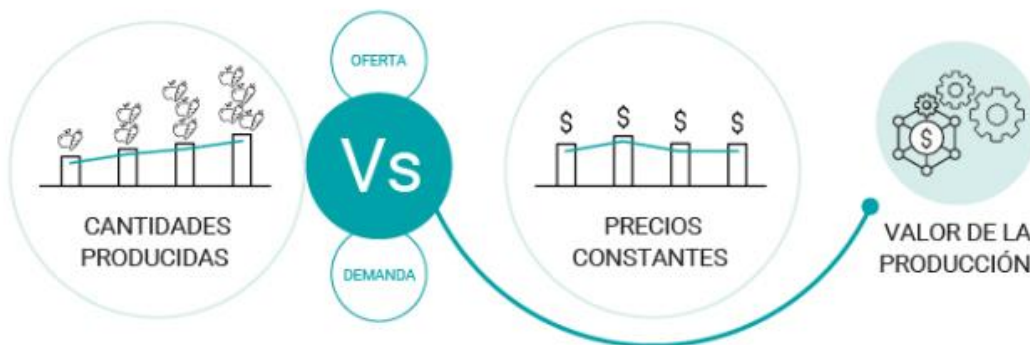 OFERTA
Vs
DEMANDA
CANTIDADES
PRODUCIDAS
$ $ $ $
PRECIOS
CONSTANTES
$
VALOR DE LA
PRODUCCIÓN